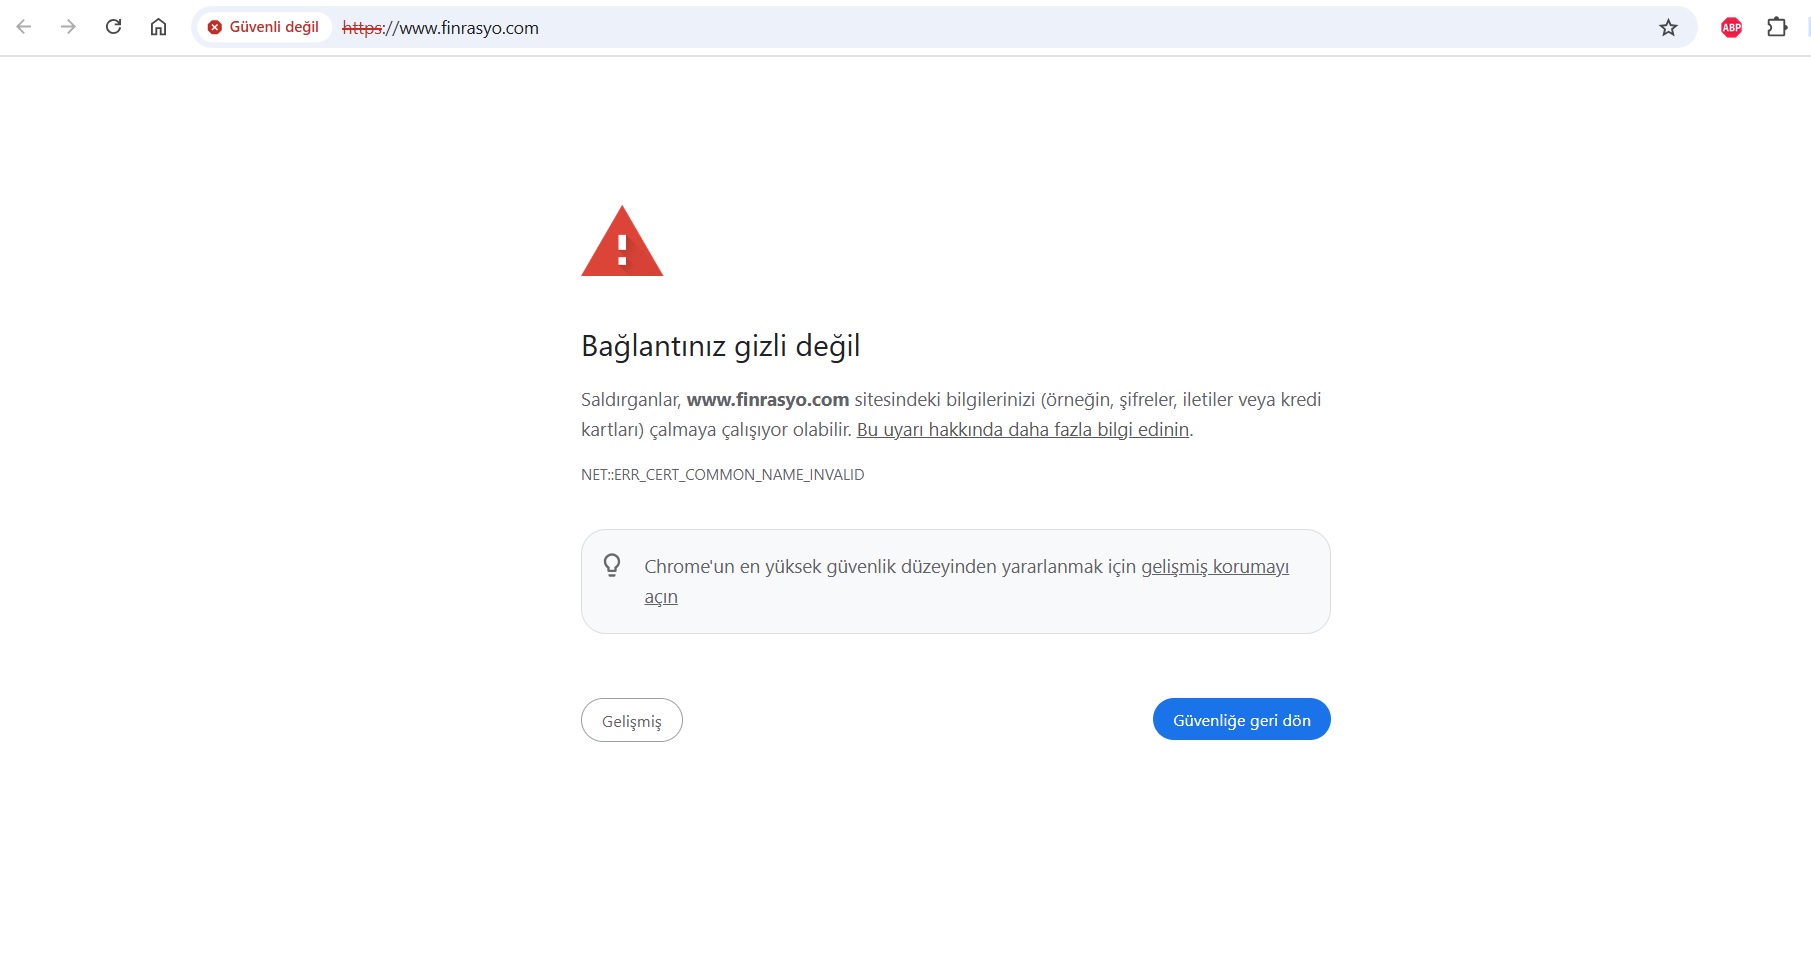 Güvenli değil https://www.finrasyo.com
ABP
Bağlantınız gizli değil
Saldırganlar, www.finrasyo.com sitesindeki bilgilerinizi (örneğin, şifreler, iletiler veya kredi
kartları) çalmaya çalışıyor olabilir. Bu uyarı hakkında daha fazla bilgi edinin.
NET::ERR_CERT_COMMON_NAME_INVALID
Chrome'un en yüksek güvenlik düzeyinden yararlanmak için gelişmiş korumayı
açın
Gelişmiş
Güvenliğe geri dön